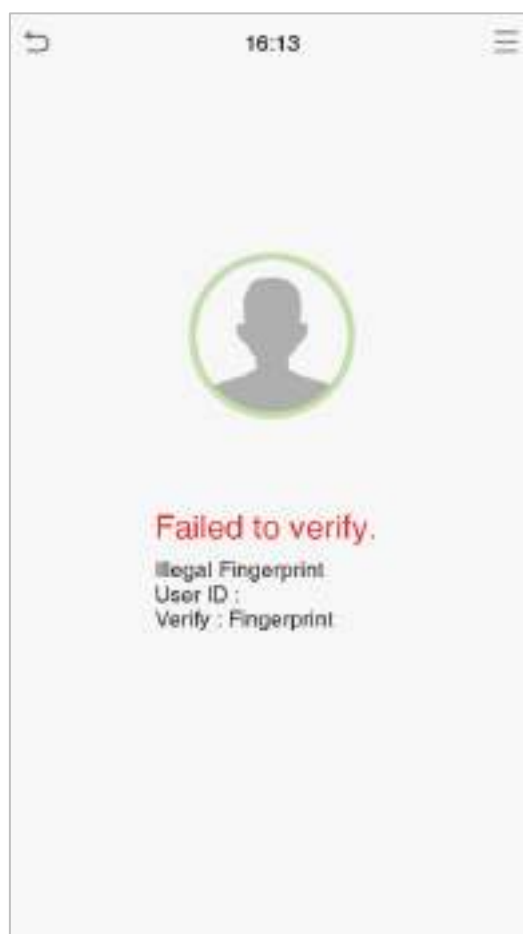 16:13
Failed to verify.
Illegal Fingerprint
User ID :
Verify : Fingerprint